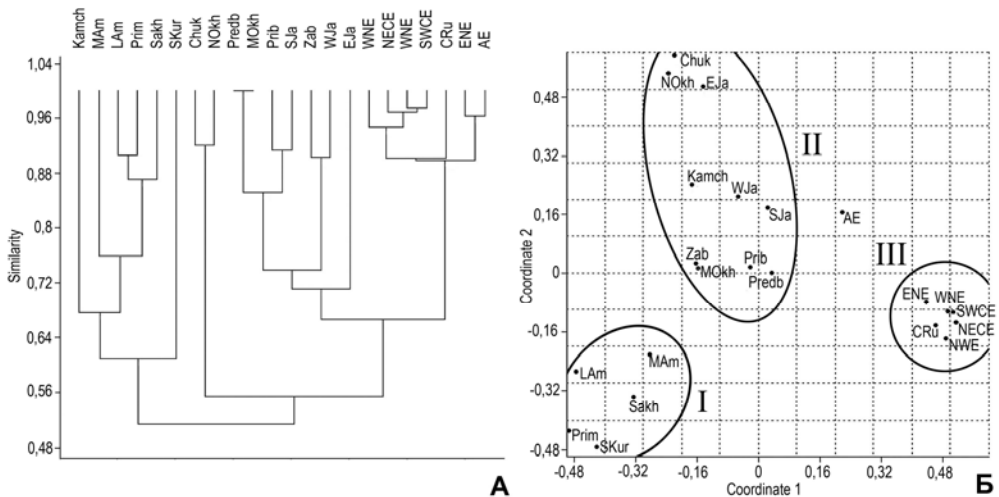 Kamch MAm LAm Prim Sakh SKur Chuk NOkh Predb MOkh Prib SJa Zab WJa EJa WNE NECE WNE SWCE CRu ENE AE
1,04
0,96
0,88
0,8
0,72
0,64
0,56
0,48
Similarity
А
Chuk
NOkh
EJa
0,48
II
0,32
Kamch
WJa
0,16
SJa
AE
Coordinate 2
Zab
Prib
III
0
MOkh
Predb
ENE
WNE
SWCE
-0,16
CRu
NECE
NWE
MAm
-0,32
LAm
Sakh
I
Prim
SKur
-0,48
-0,48 -0,32 -0,16 0 0,16 0,32 0,48
Coordinate 1
Б